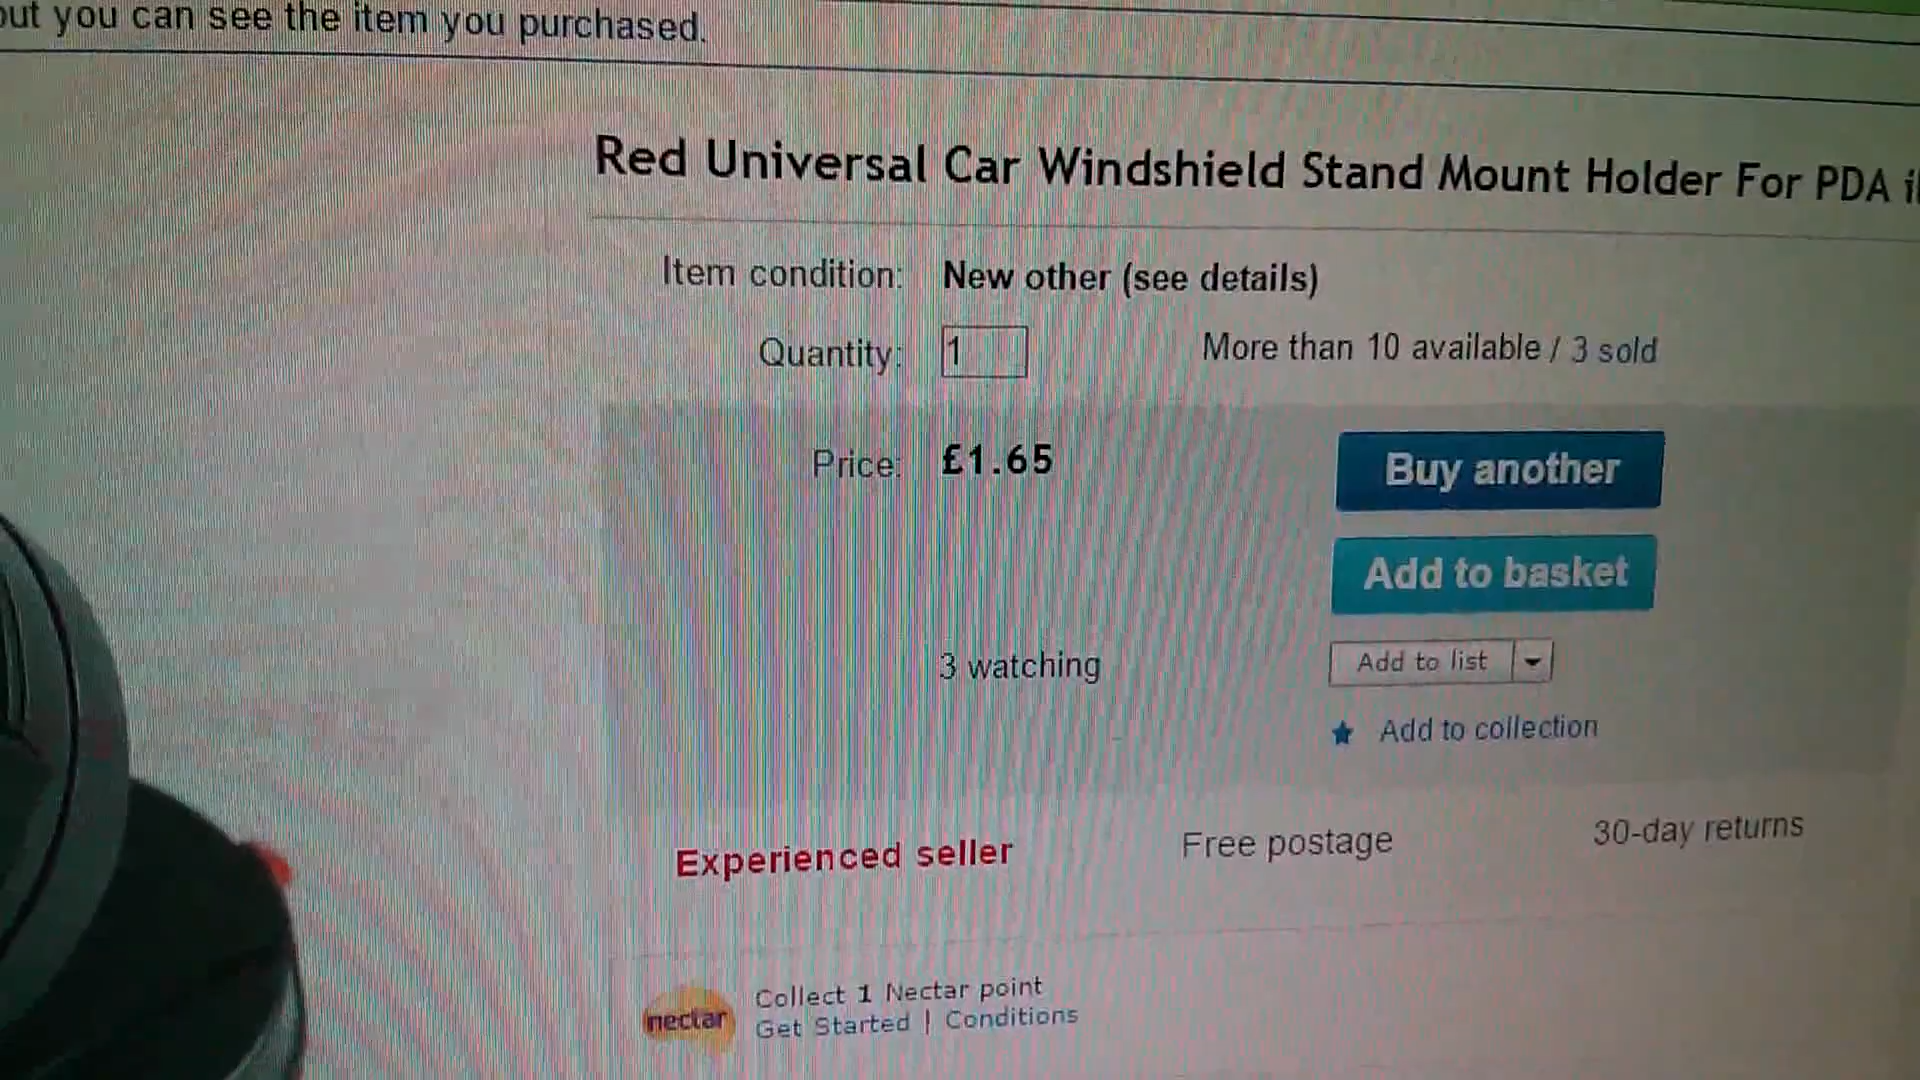 you can see the item you purchased.
Red Universal Car Windshield Stand Mount Holder For PDA
Item condition: New other (see details)
Quantity: 1 More than 10 available / 3 sold
Price: £1.65 Buy another
Add to basket
3 watching Add to list
Add to collection
Experienced seller Free postage 30-day returns
nectar
Collect 1 Nectar point
Get Started | Conditions